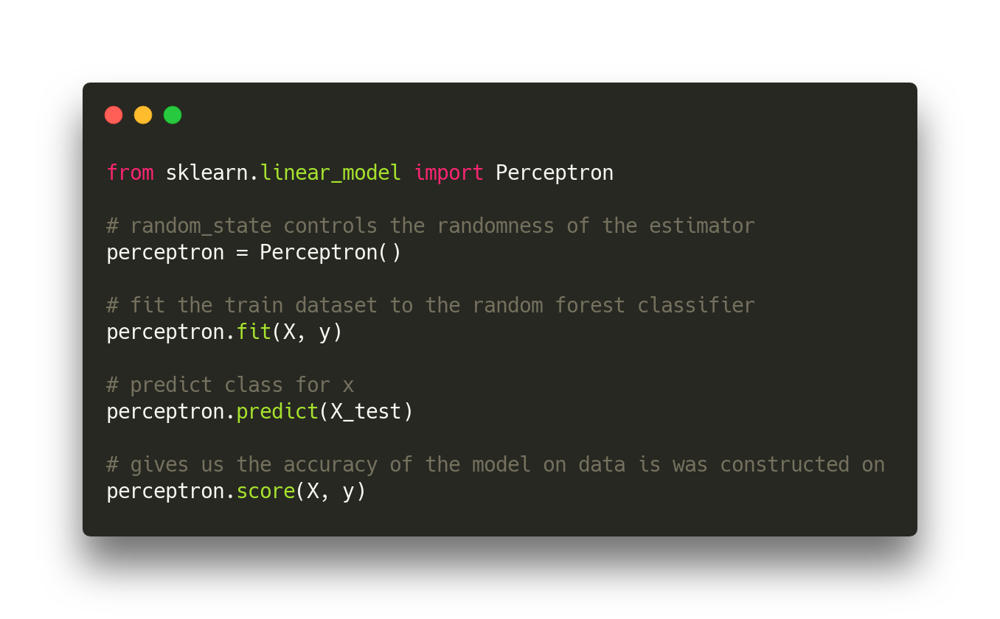 from sklearn.linear_model import Perceptron
# random_state controls the randomness of the estimator
perceptron = Perceptron()
# fit the train dataset to the random forest classifier
perceptron.fit(X, y)
# predict class for x
perceptron.predict(X_test)
# gives us the accuracy of the model on data is was constructed on
perceptron.score(X, y)